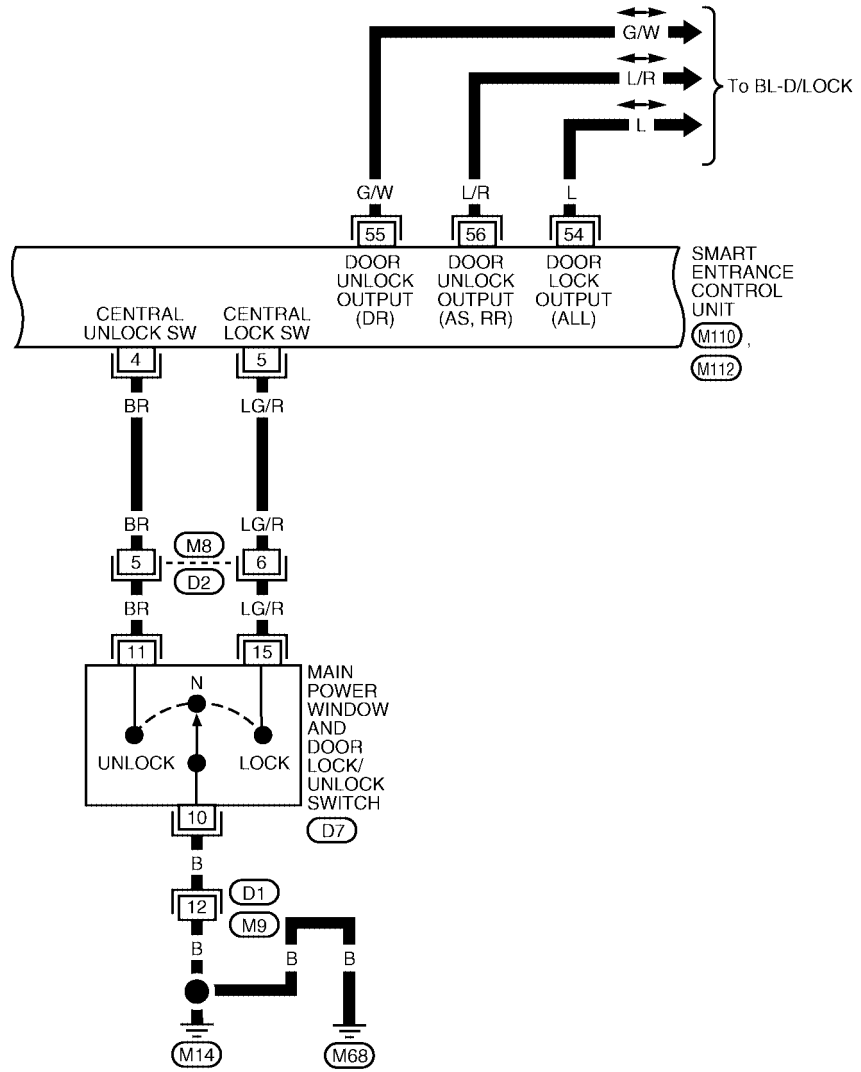 G/W
L/R
L
To BL-D/LOCK
G/W L/R L
55 56 54
DOOR
UNLOCK
OUTPUT
(DR)
DOOR
UNLOCK
OUTPUT
(AS, RR)
DOOR
LOCK
OUTPUT
(ALL)
SMART
ENTRANCE
CONTROL
UNIT
M110 ,
M112
CENTRAL
UNLOCK SW
CENTRAL
LOCK SW
4 5
BR LG/R
BR LG/R
5 M8 6
D2
BR LG/R
11 15
N
UNLOCK LOCK
MAIN
POWER
WINDOW
AND
DOOR
LOCK/
UNLOCK
SWITCH
D7
10
B
12 D1
M9
B B B
M14 M68